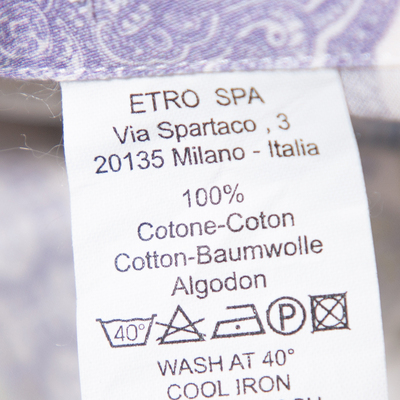 ETRO SPA
Via Spartaco , 3
20135 Milano - Italia
100%
Cotone-Coton
Cotton-Baumwolle
Algodon
40° P
WASH AT 40°
COOL IRON